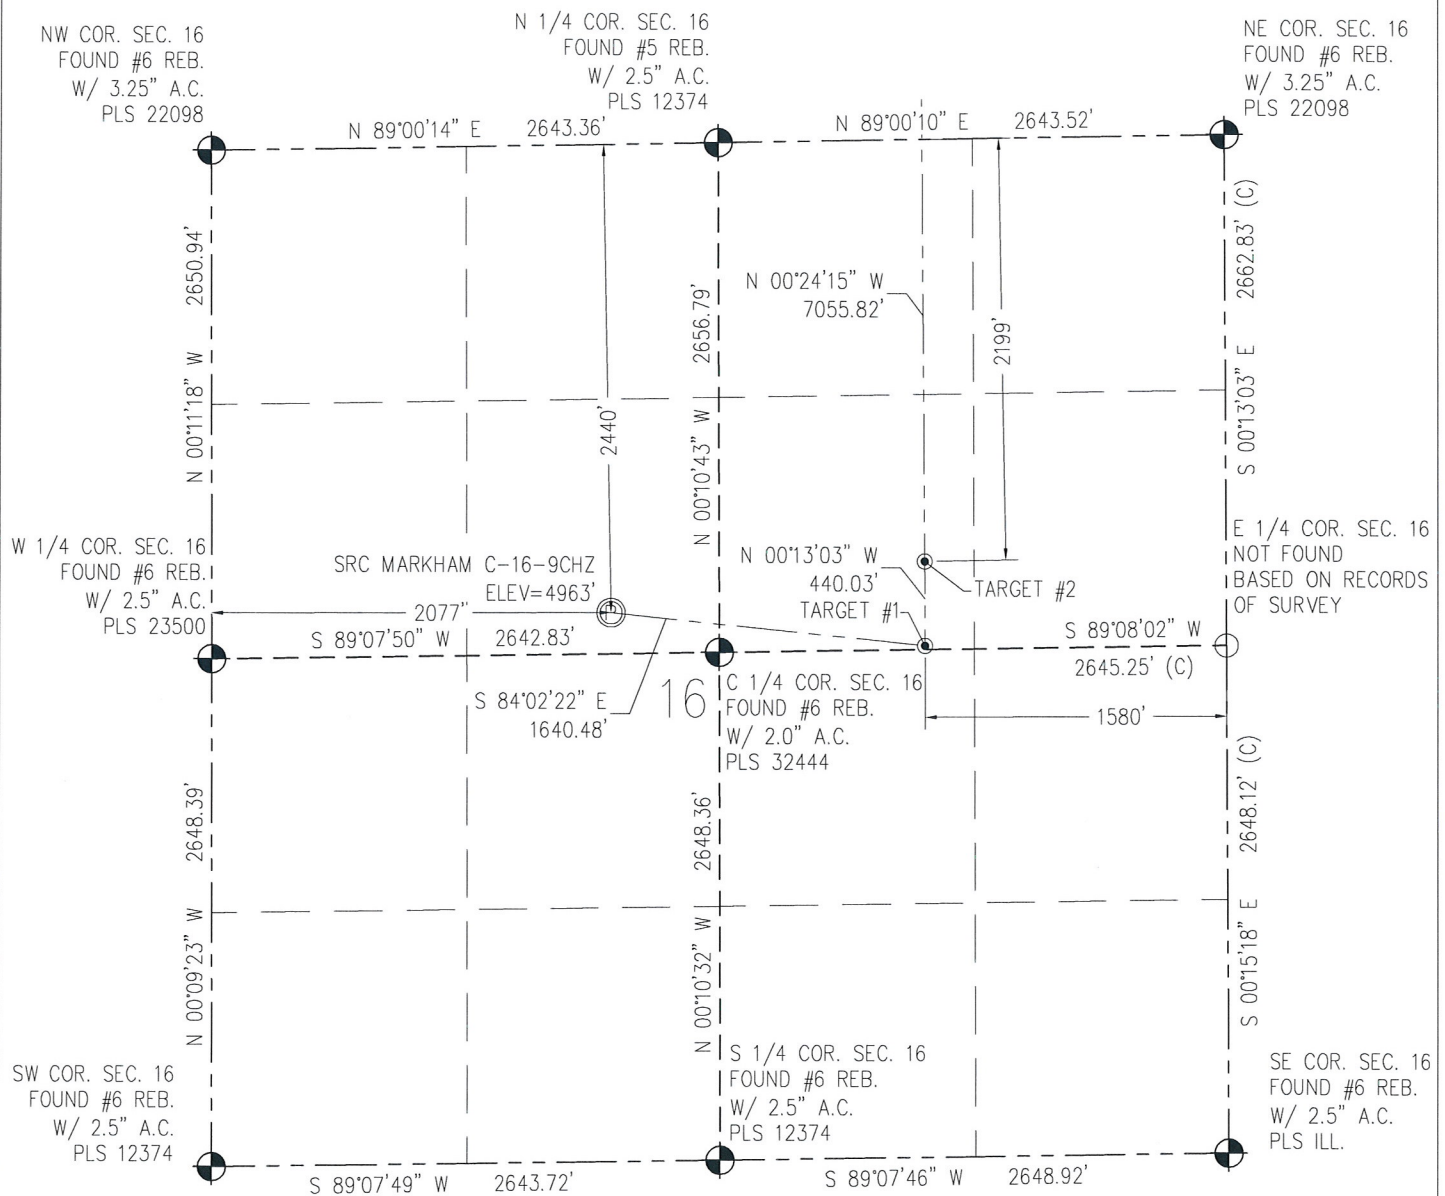 NW COR. SEC. 16
FOUND #6 REB.
W/ 3.25" A.C.
PLS 22098
N 1/4 COR. SEC. 16
FOUND #5 REB.
W/ 2.5" A.C.
PLS 12374
NE COR. SEC. 16
FOUND #6 REB.
W/ 3.25" A.C.
PLS 22098
N 89°00'14" E 2643.36'
N 89°00'10" E 2643.52'
N 00°11'18" W 2650.94'
2440'
N 00°10'43" W 2656.79'
N 00°24'15" W
7055.82'
2199'
S 00°13'03" E 2662.83' (C)
W 1/4 COR. SEC. 16
FOUND #6 REB.
W/ 2.5" A.C.
PLS 23500
SRC MARKHAM C-16-9CHZ
ELEV=4963'
2077"
S 89°07'50" W 2642.83'
N 00°13'03" W
440.03'
TARGET #1
TARGET #2
E 1/4 COR. SEC. 16
NOT FOUND
BASED ON RECORDS
OF SURVEY
S 89°08'02" W
2645.25' (C)
S 84°02'22" E
1640.48'
16
C 1/4 COR. SEC. 16
FOUND #6 REB.
W/ 2.0" A.C.
PLS 32444
1580'
N 00°09'23" W 2648.39'
N 00°10'32" W 2648.36'
S 00°15'18" E 2648.12' (C)
SW COR. SEC. 16
FOUND #6 REB.
W/ 2.5" A.C.
PLS 12374
S 1/4 COR. SEC. 16
FOUND #6 REB.
W/ 2.5" A.C.
PLS 12374
SE COR. SEC. 16
FOUND #6 REB.
W/ 2.5" A.C.
PLS ILL.
S 89°07'49" W 2643.72'
S 89°07'46" W 2648.92'